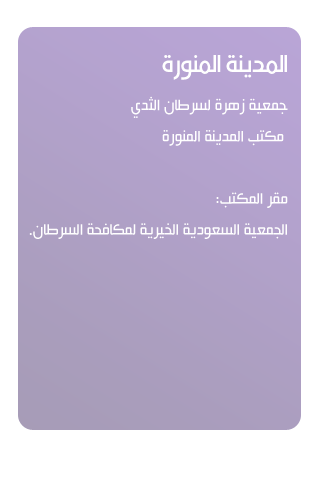 المدينة المنورة
جمعية زهرة لسرطان الثدي
مكتب المدينة المنورة
مقر المكتب:
الجمعية السعودية الخيرية لمكافحة السرطان.